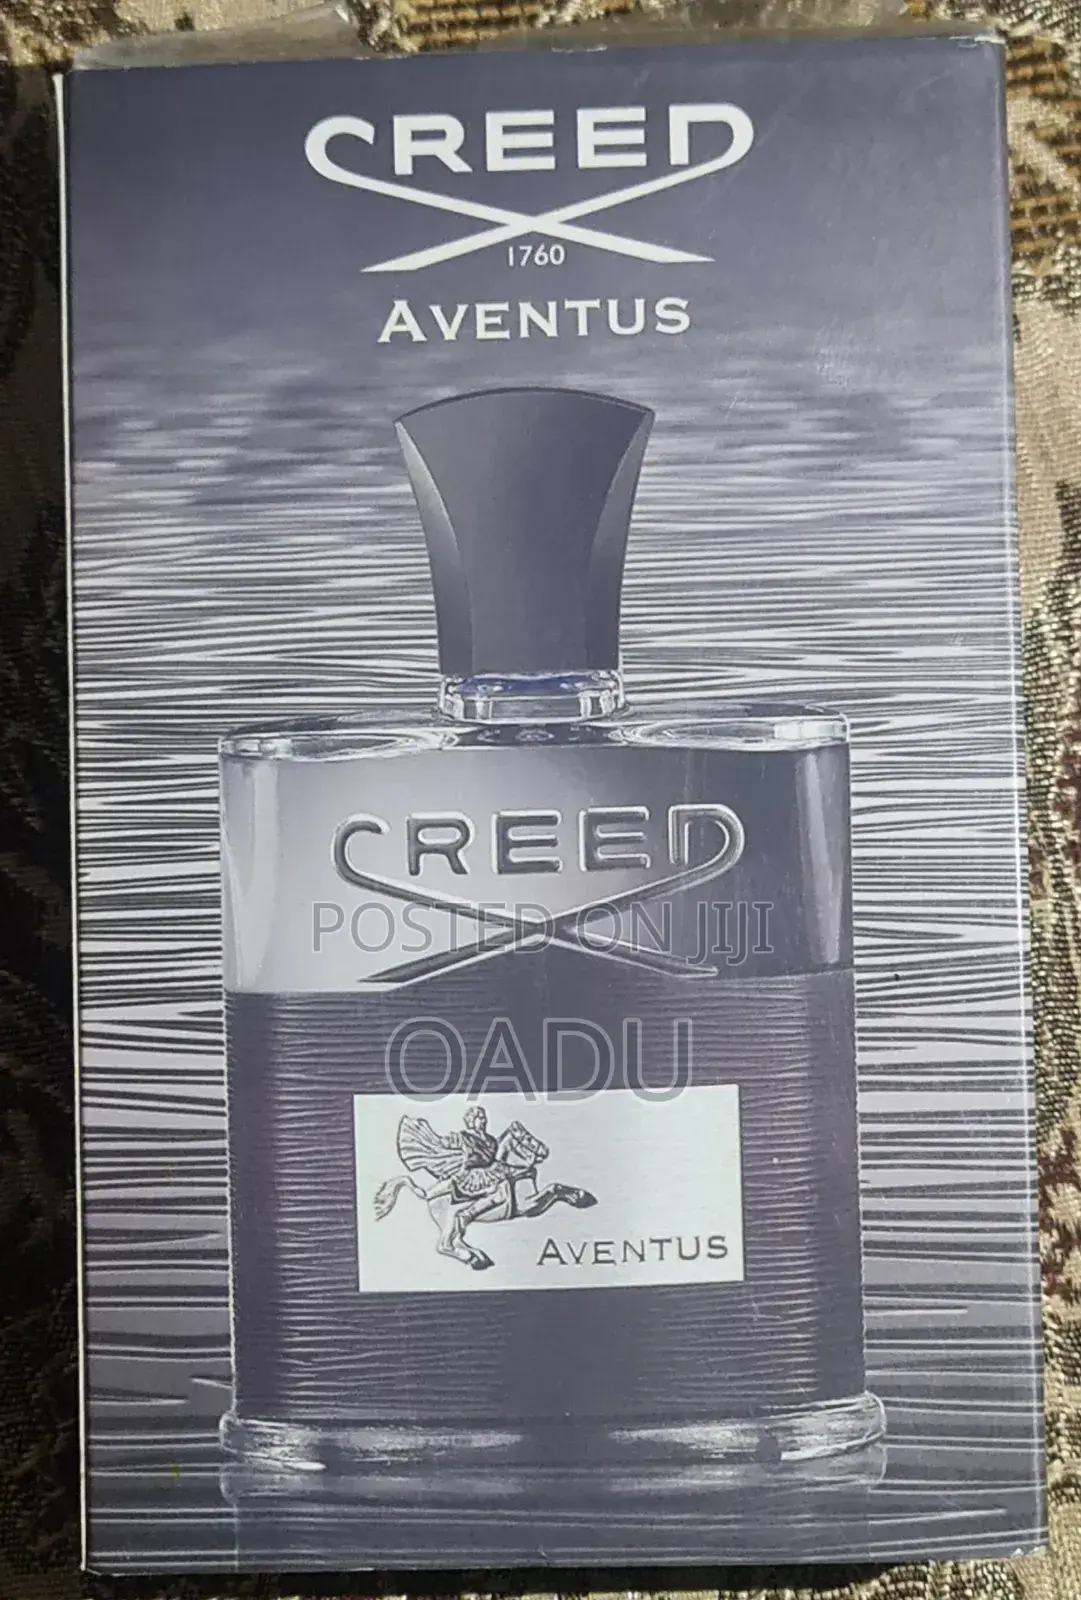 CREED
1760
AVENTUS
CREED
POSTED ON JIJI
OADU
AVENTUS